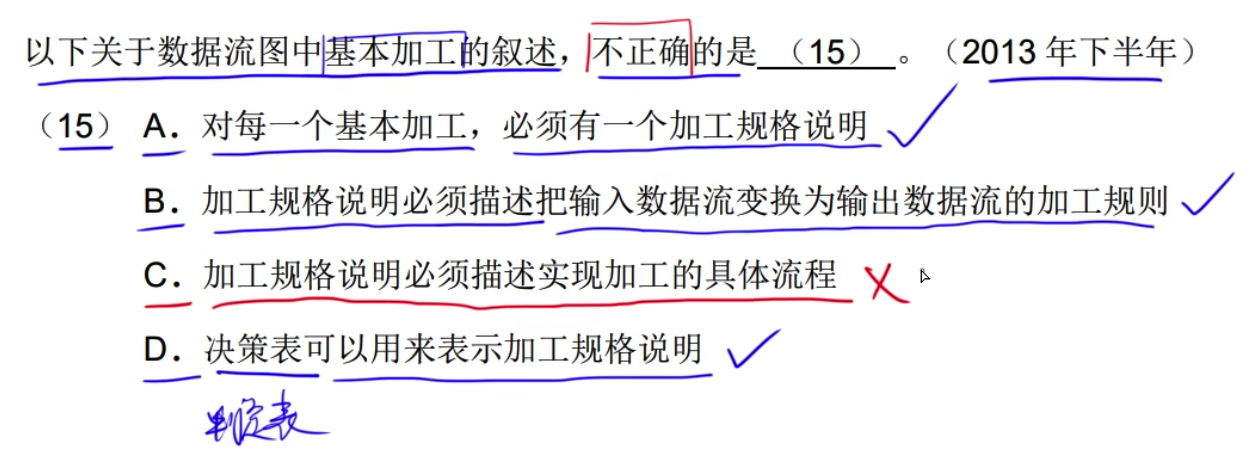 以下关于数据流图中基本加工的叙述，不正确的是 （15） 。（2013 年下半年）
（15） A．对每一个基本加工，必须有一个加工规格说明
B．加工规格说明必须描述把输入数据流变换为输出数据流的加工规则
C．加工规格说明必须描述实现加工的具体流程
D．决策表可以用来表示加工规格说明
判定表